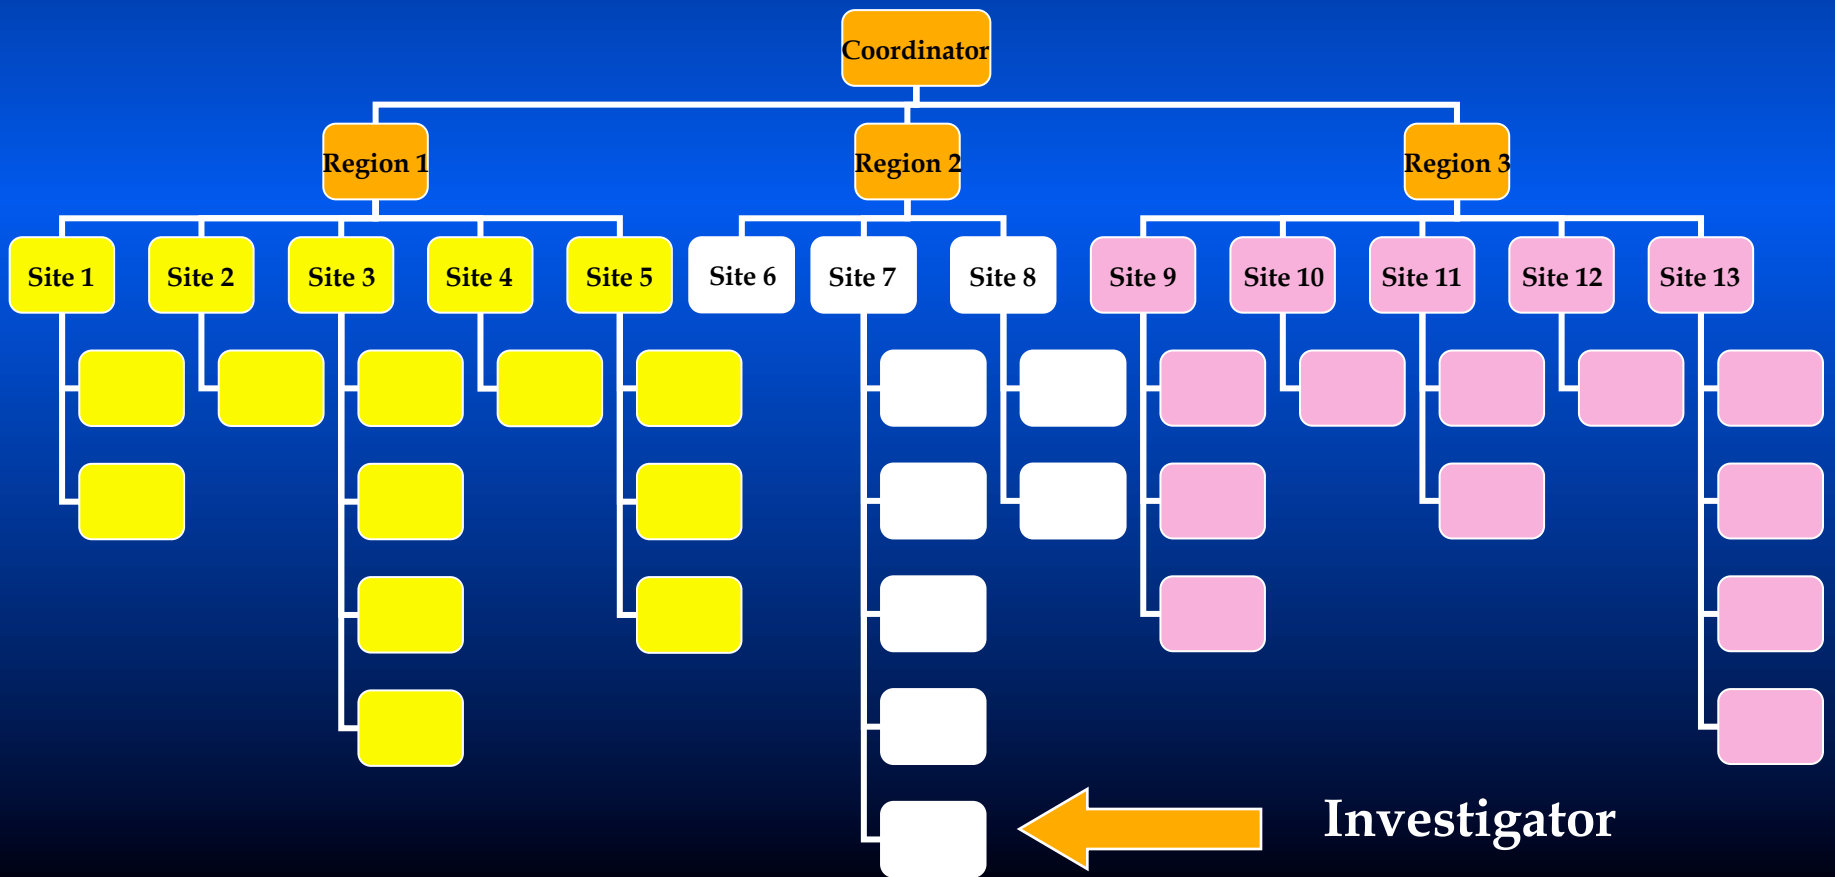 Coordinator
Region 1
Region 2
Region 3
Site 1
Site 2
Site 3
Site 4
Site 5
Site 6
Site 7
Site 8
Site 9
Site 10
Site 11
Site 12
Site 13
Investigator